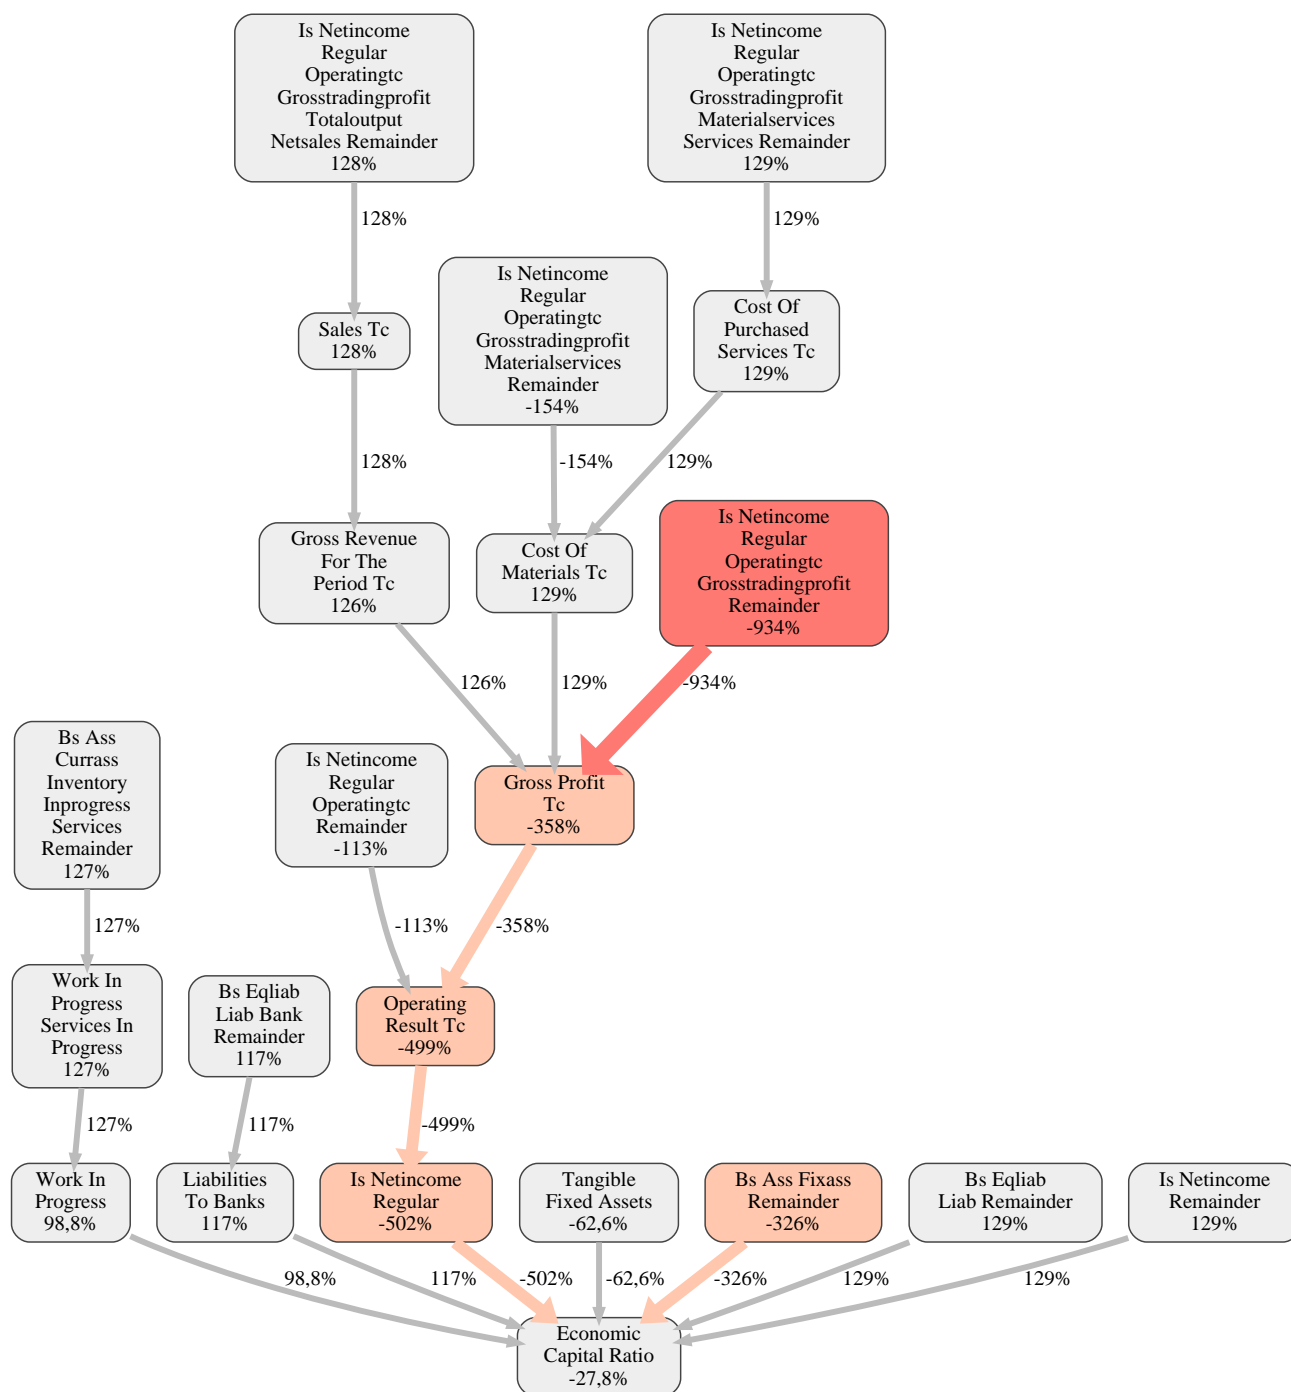 Is Netincome
Regular
Operatingtc
Grosstradingprofit
Totaloutput
Netsales Remainder
128%
Is Netincome
Regular
Operatingtc
Grosstradingprofit
Materialservices
Services Remainder
129%
128%
129%
Is Netincome
Regular
Operatingtc
Grosstradingprofit
Materialservices
Remainder
-154%
Sales Tc
128%
Cost Of
Purchased
Services Tc
129%
128%
-154%
129%
Gross Revenue
For The
Period Tc
126%
Cost Of
Materials Tc
129%
Is Netincome
Regular
Operatingtc
Grosstradingprofit
Remainder
-934%
126%
129%
-934%
Bs Ass
Currass
Inventory
Inprogress
Services
Remainder
127%
Is Netincome
Regular
Operatingtc
Remainder
-113%
Gross Profit
Tc
-358%
127%
-113%
-358%
Work In
Progress
Services In
Progress
127%
Bs Eqliab
Liab Bank
Remainder
117%
Operating
Result Tc
-499%
127%
117%
-499%
Work In
Progress
98,8%
Liabilities
To Banks
117%
Is Netincome
Regular
-502%
Tangible
Fixed Assets
-62,6%
Bs Ass Fixass
Remainder
-326%
Bs Eqliab
Liab Remainder
129%
Is Netincome
Remainder
129%
98,8%
117%
-502%
-62,6%
-326%
129%
129%
Economic
Capital Ratio
-27,8%